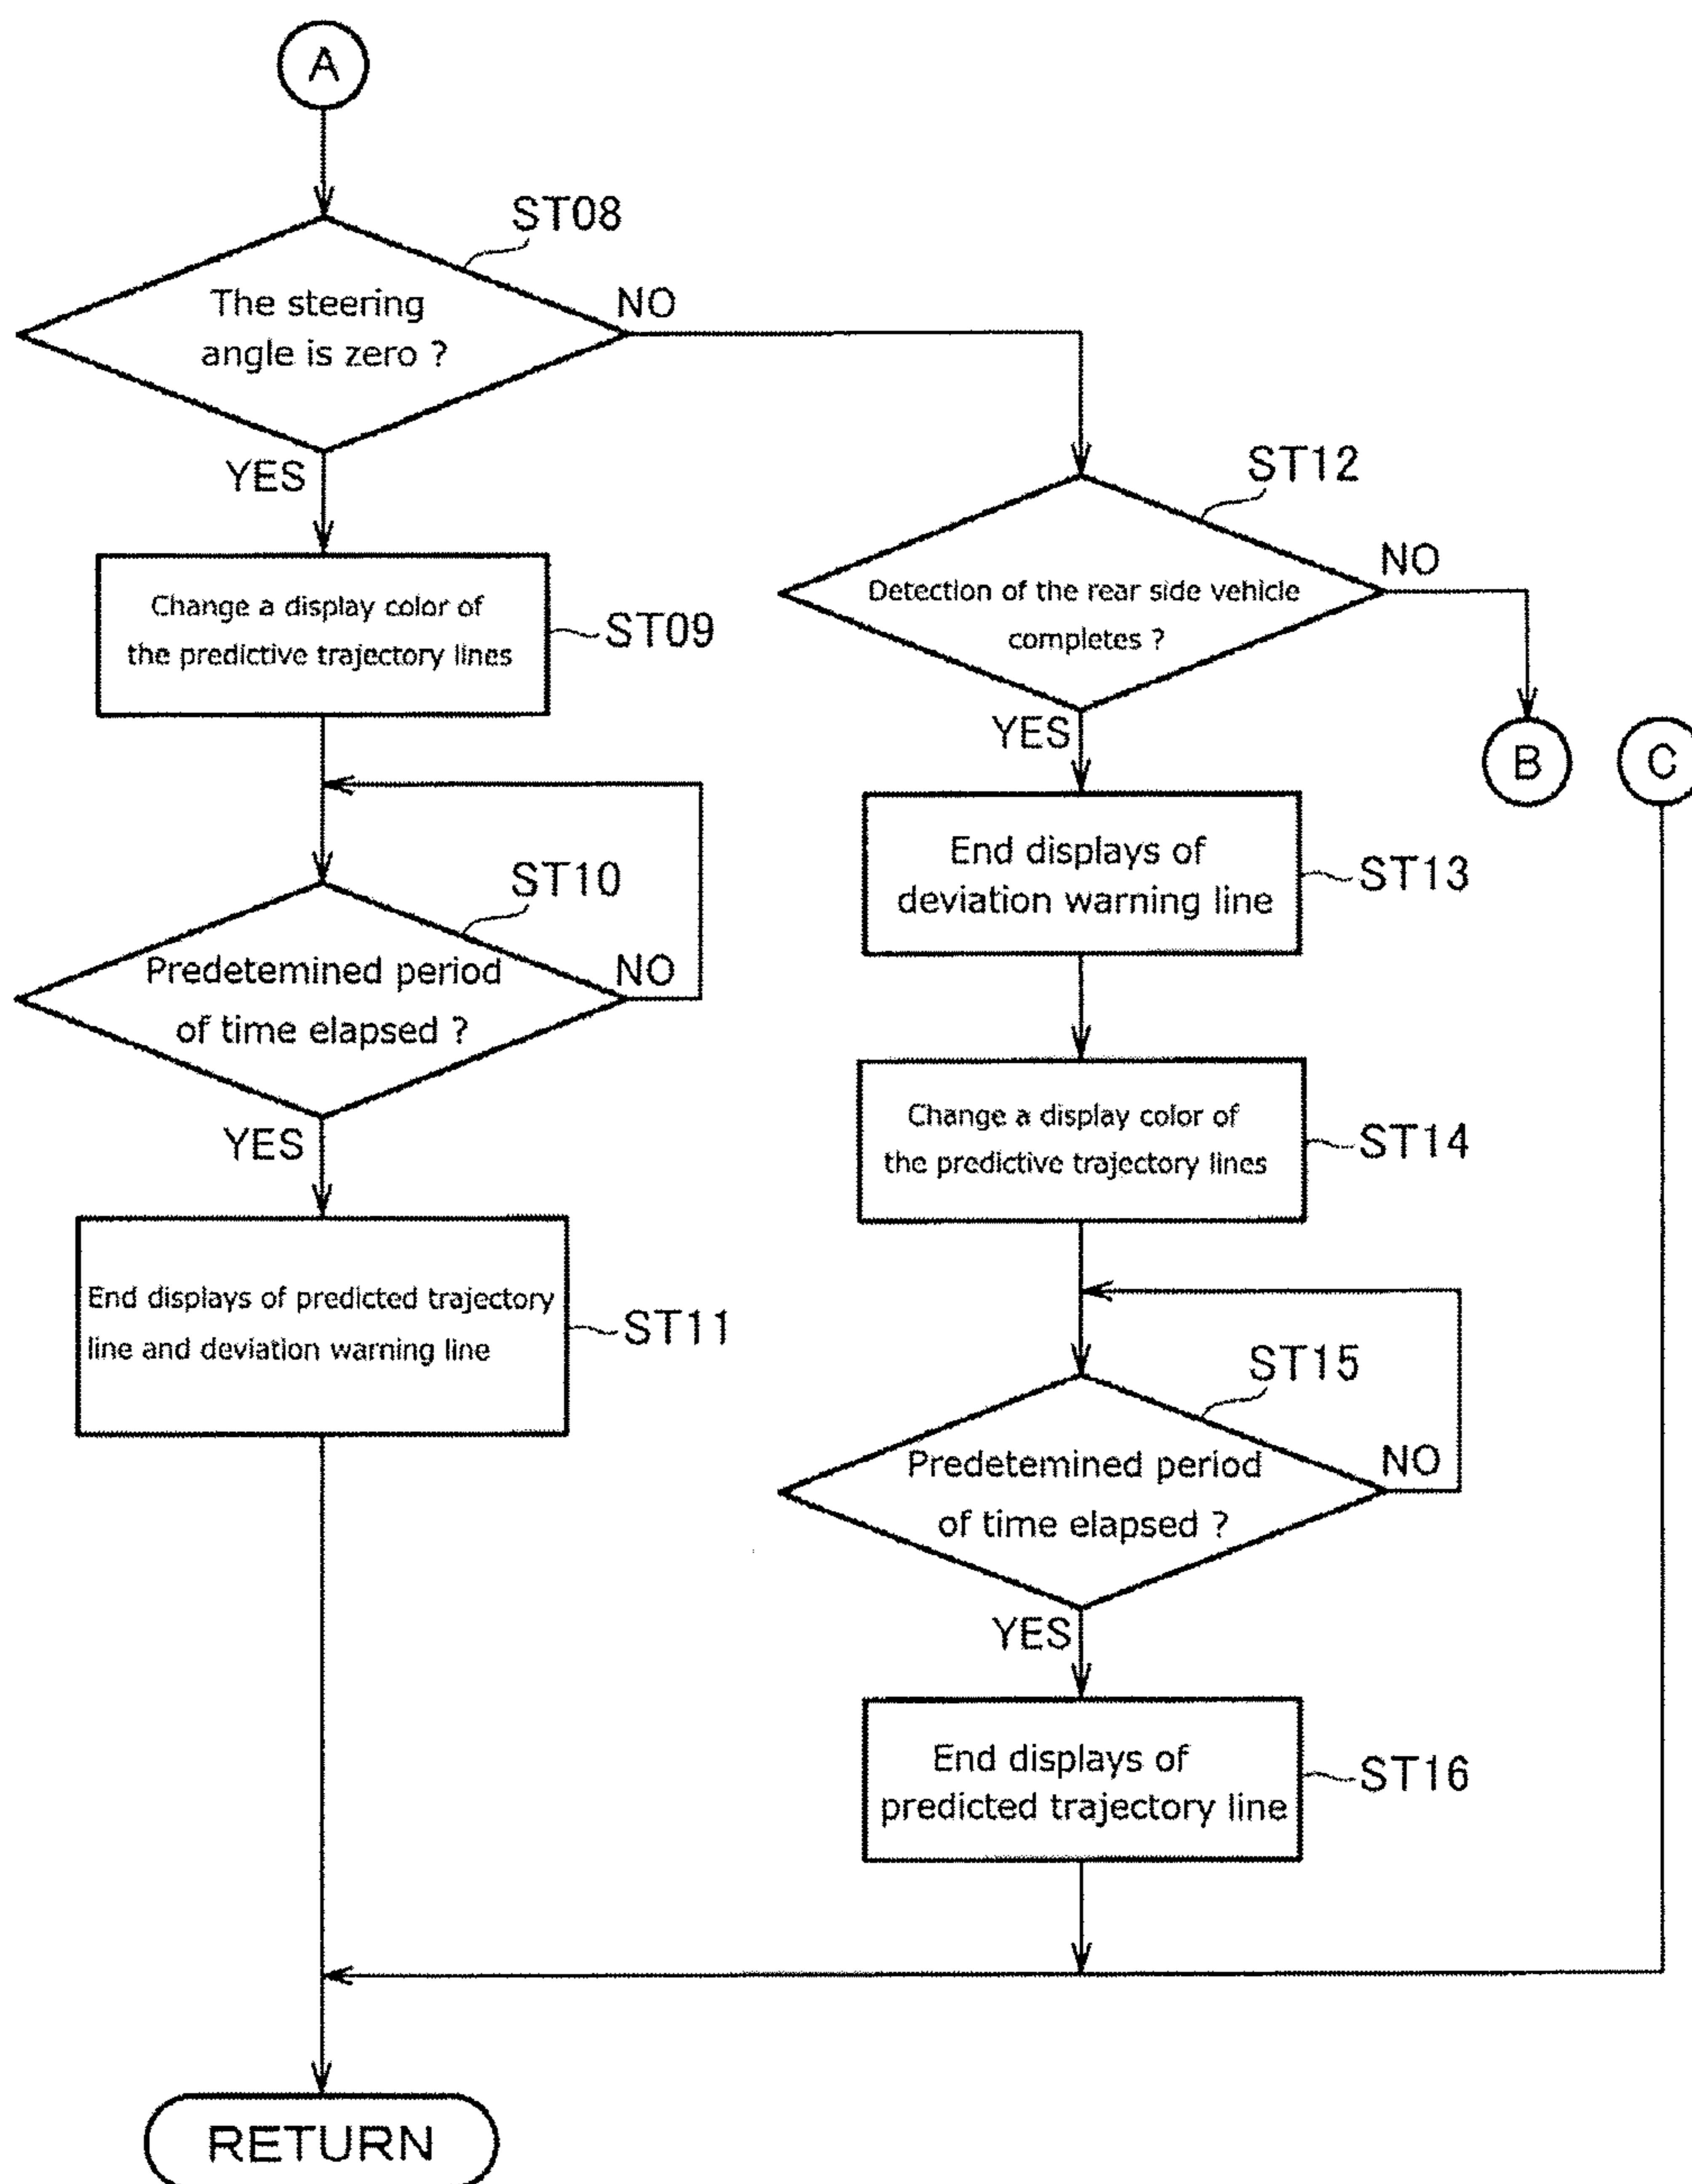 A
ST08
The steering
angle is zero ?
NO
YES
ST09
Change a display color of
the predictive trajectory lines
ST10
Predetemined period
of time elapsed ?
NO
YES
ST11
End displays of predicted trajectory
line and deviation warning line
ST12
Detection of the rear side vehicle
completes ?
NO
B
C
YES
ST13
End displays of
deviation warning line
ST14
Change a display color of
the predictive trajectory lines
ST15
Predetemined period
of time elapsed ?
NO
YES
ST16
End displays of
predicted trajectory line
RETURN